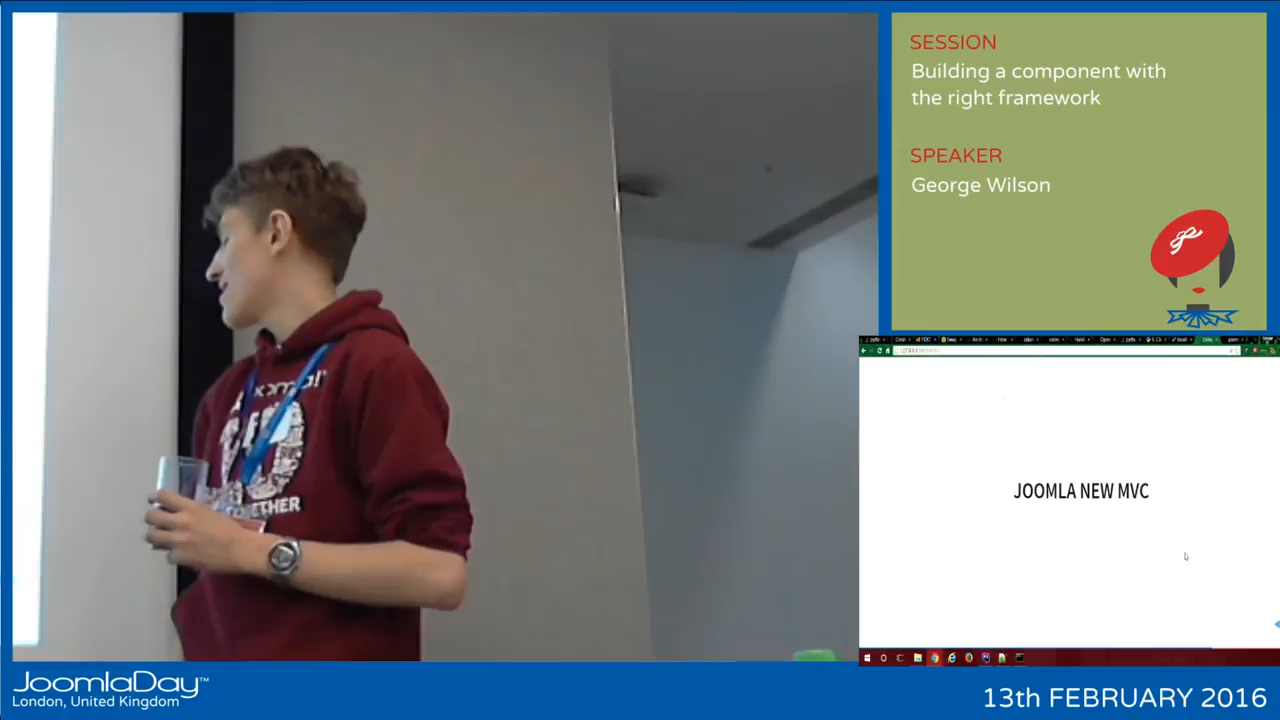 SESSION
Building a component with
the right framework
SPEAKER
George Wilson
JOOMLA NEW MVC
JoomlaDay™
London, United Kingdom
13th FEBRUARY 2016